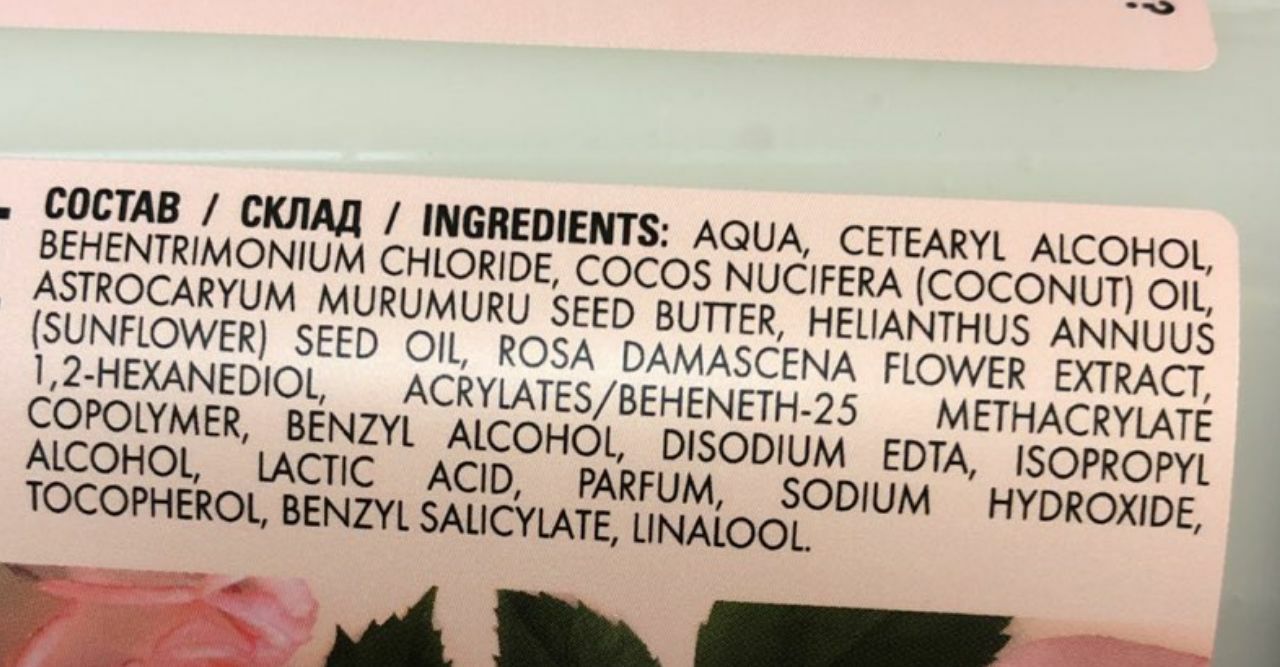 ?
СОСТАВ / СКЛАД / INGREDIENTS: AQUA, CETEARYL ALCOHOL,
BEHENTRIMONIUM CHLORIDE, COCOS NUCIFERA (COCONUT) OIL,
ASTROCARYUM MURUMURU SEED BUTTER, HELIANTHUS ANNUUS
(SUNFLOWER) SEED OIL, ROSA DAMASCENA FLOWER EXTRACT,
1,2-HEXANEDIOL, ACRYLATES/BEHENETH-25 METHACRYLATE
COPOLYMER, BENZYL ALCOHOL, DISODIUM EDTA, ISOPROPYL
ALCOHOL, LACTIC ACID, PARFUM, SODIUM HYDROXIDE,
TOCOPHEROL, BENZYL SALICYLATE, LINALOOL.